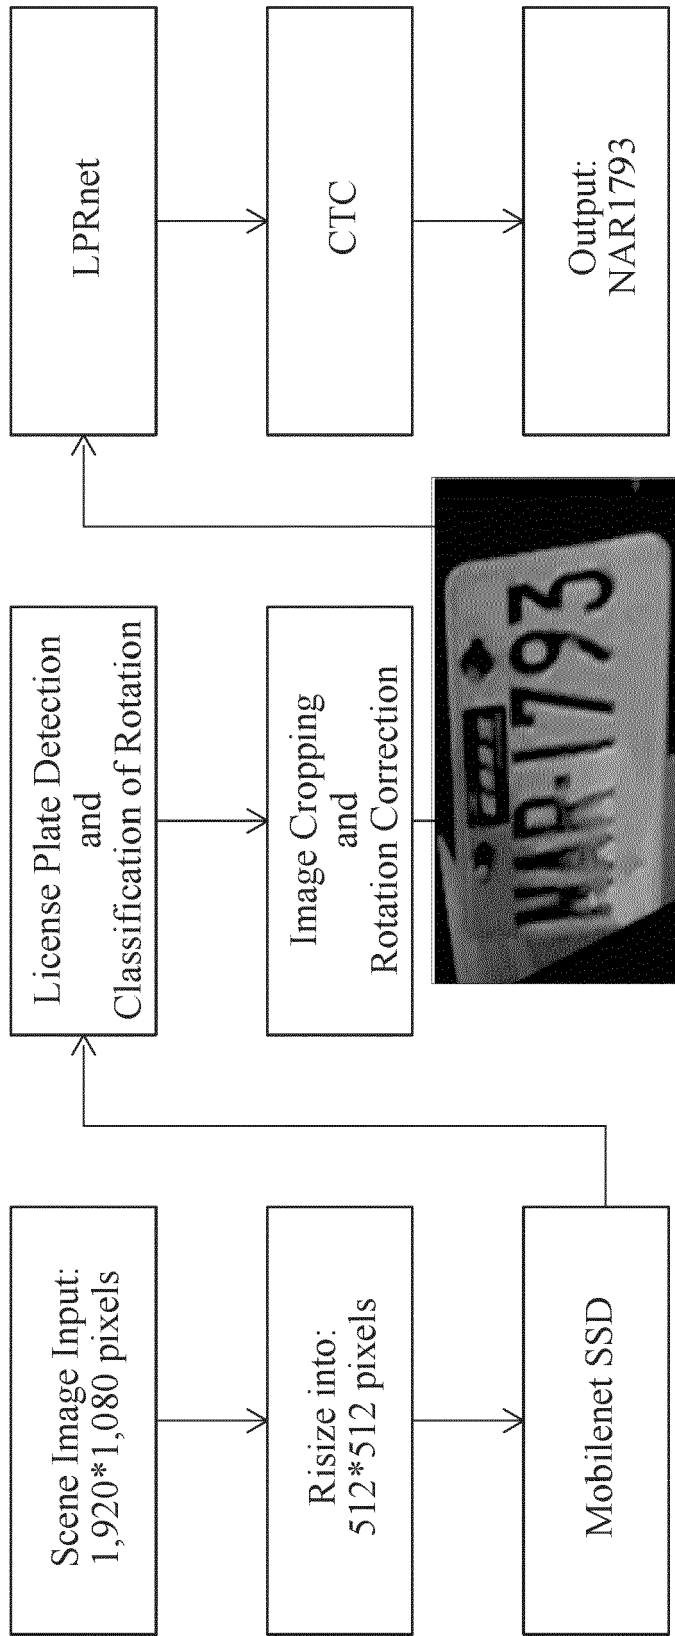 Scene Image Input:
1,920*1,080 pixels
Risize into:
512*512 pixels
Mobilenet SSD
License Plate Detection
and
Classification of Rotation
Image Cropping
and
Rotation Correction
NAR·1793
LPRnet
CTC
Output:
NAR1793